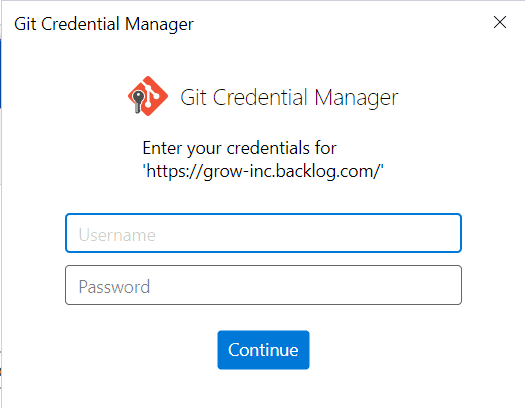 Git Credential Manager
Git Credential Manager
Enter your credentials for
'https://grow-inc.backlog.com/'
Username
Password
Continue